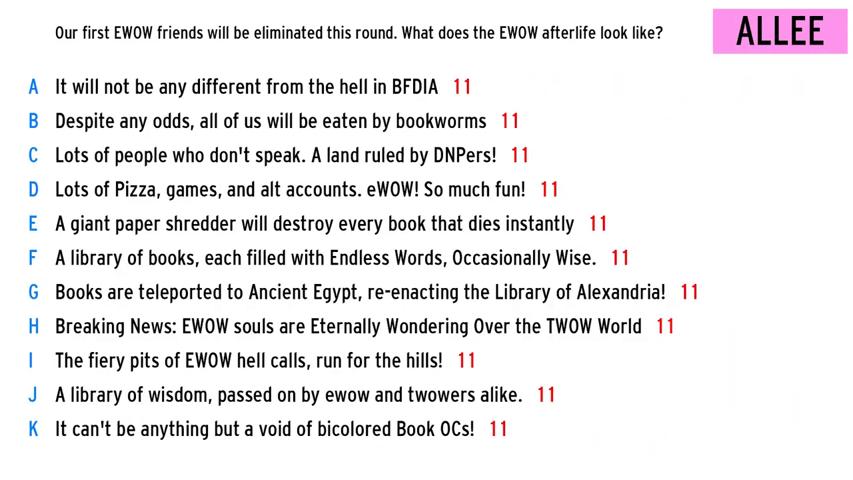 Our first EWOW friends will be eliminated this round. What does the EWOW afterlife look like?
ALLEE
A It will not be any different from the hell in BFDIA 11
B Despite any odds, all of us will be eaten by bookworms 11
C Lots of people who don't speak. A land ruled by DNPers! 11
D Lots of Pizza, games, and alt accounts. eWOW! So much fun! 11
E A giant paper shredder will destroy every book that dies instantly 11
F A library of books, each filled with Endless Words, Occasionally Wise. 11
G Books are teleported to Ancient Egypt, re-enacting the Library of Alexandria! 11
H Breaking News: EWOW souls are Eternally Wondering Over the TWOW World 11
I The fiery pits of EWOW hell calls, run for the hills! 11
J A library of wisdom, passed on by ewow and twowers alike. 11
K It can't be anything but a void of bicolored Book OCs! 11